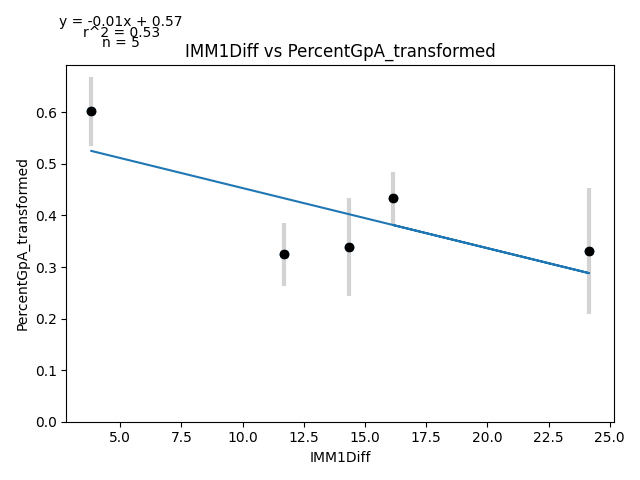 y = -0.01x + 0.57
r^2 = 0.53
n = 5
IMM1Diff vs PercentGpA_transformed
PercentGpA_transformed
0.6
0.5
0.4
0.3
0.2
0.1
0.0
5.0 7.5 10.0 12.5 15.0 17.5 20.0 22.5 25.0
IMM1Diff